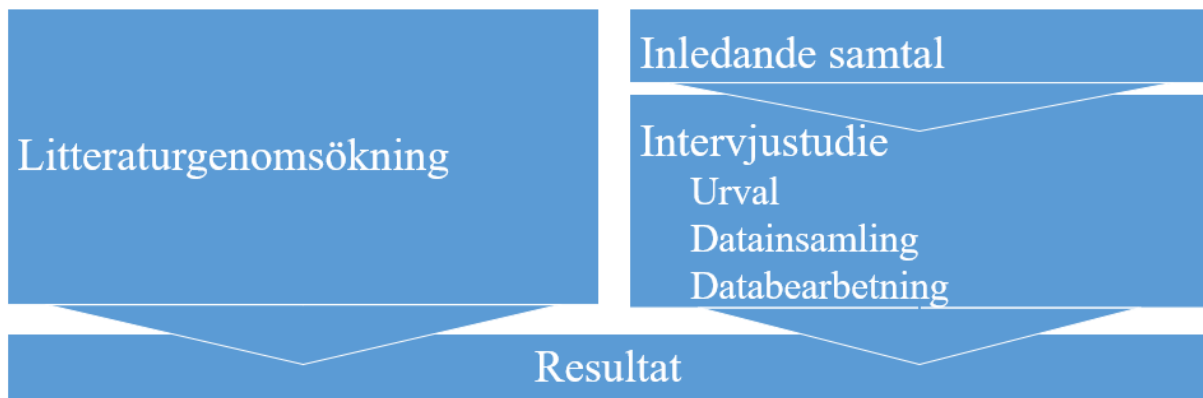 Litteraturgenomsökning
Inledande samtal
Intervjustudie
Urval
Datainsamling
Databearbetning
Resultat